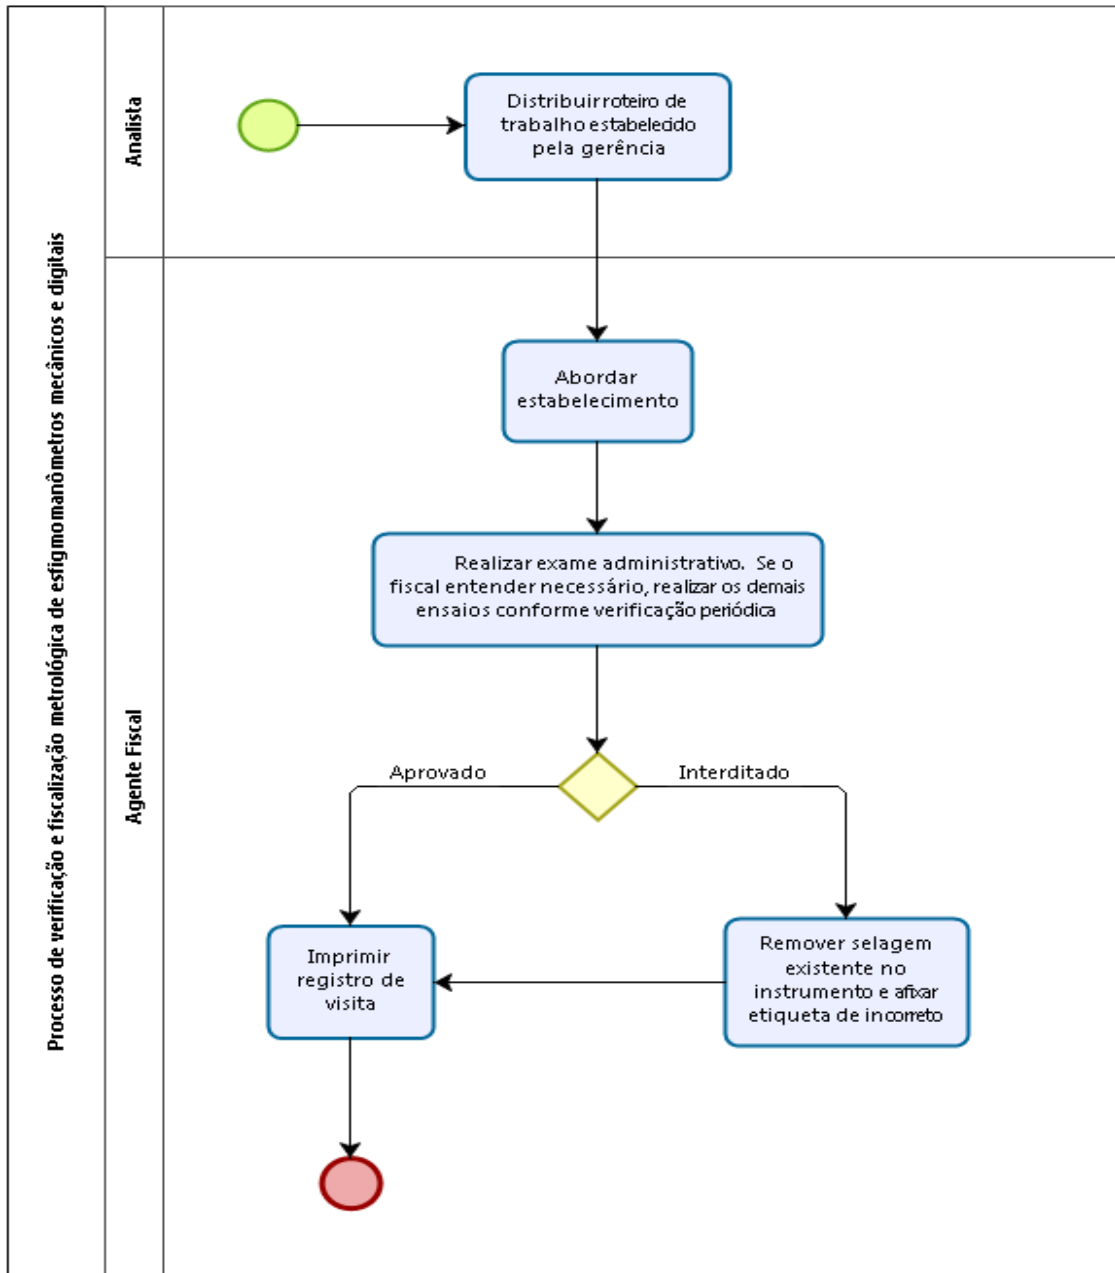 Processo de verificação e fiscalização metrológica de esfigmomanômetros mecânicos e digitais
Analista
Distribuir roteiro de
trabalho estabelecido
pela gerência
Agente Fiscal
Abordar
estabelecimento
Realizar exame administrativo. Se o
fiscal entender necessário, realizar os demais
ensaios conforme verificação periódica
Aprovado
Interditado
Imprimir
registro de
visita
Remover selagem
existente no
instrumento e afixar
etiqueta de incorreto